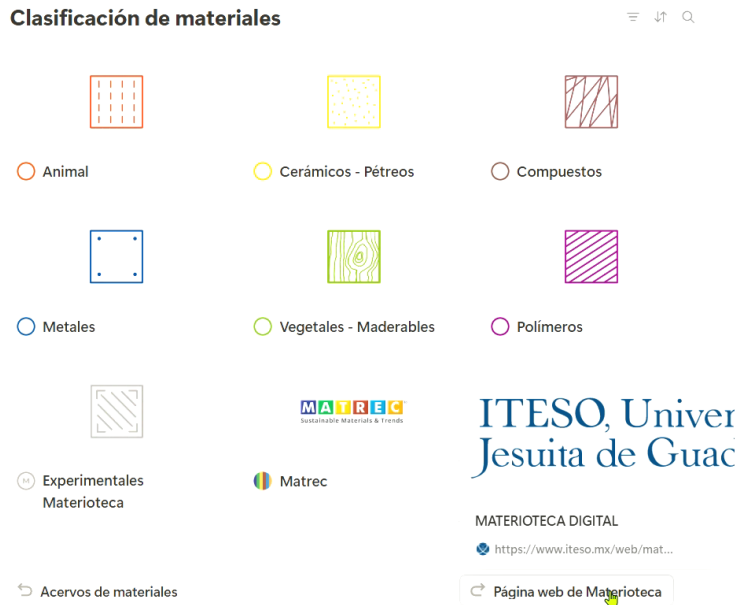 Clasificación de materiales
Animal
Cerámicos - Pétreos
Compuestos
Metales
Vegetales - Maderables
Polímeros
M
Experimentales
Materioteca
MATREC
Sustainable Materials & Trends
Matrec
ITESO, Univer
Jesuita de Guad
MATERIOTECA DIGITAL
https://www.iteso.mx/web/mat...
Acervos de materiales
Página web de Materioteca